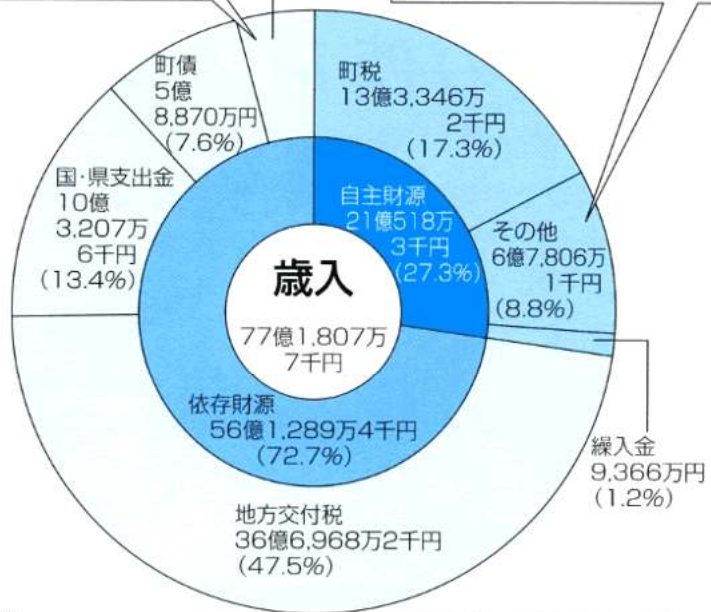 町債
5億
8,870万円
(7.6%)
町税
13億3,346万
2千円
(17.3%)
国・県支出金
10億
3,207万
6千円
(13.4%)
自主財源
21億518万
3千円
(27.3%)
その他
6億7,806万
1千円
(8.8%)
歳入
77億1,807万
7千円
依存財源
56億1,289万4千円
(72.7%)
繰入金
9,366万円
(1.2%)
地方交付税
36億6,968万2千円
(47.5%)